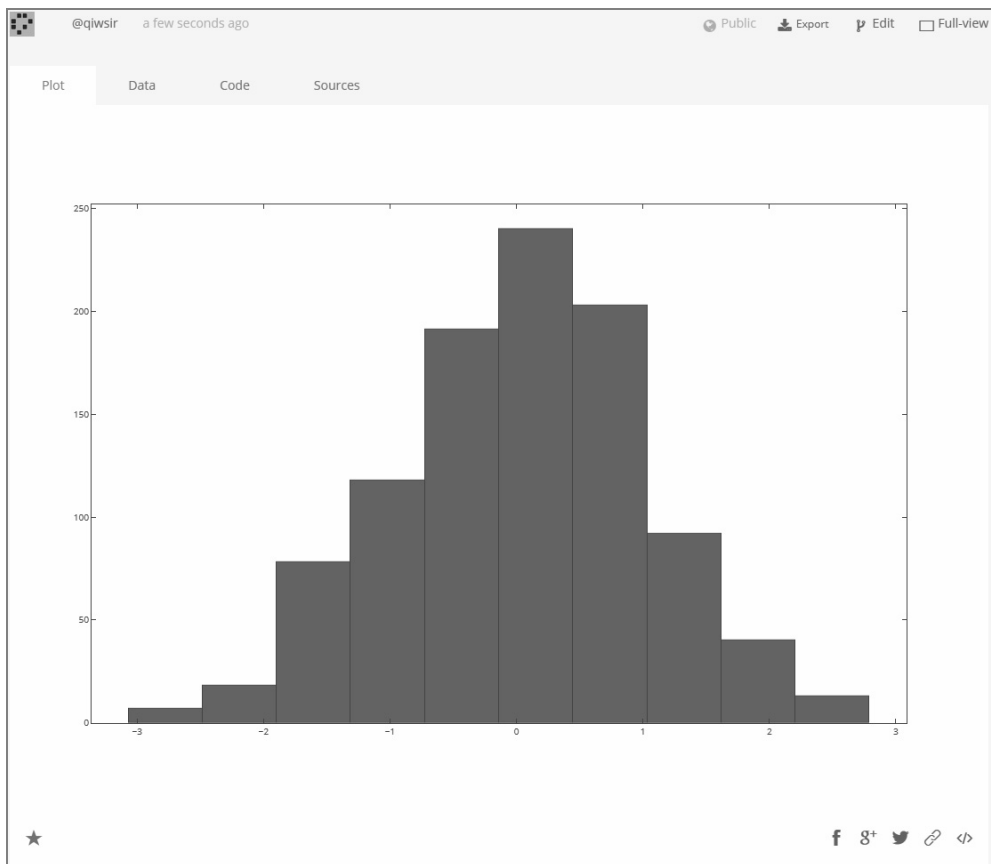 @qiwsir a few seconds ago Public Export Edit Full-view
Plot Data Code Sources
250
200
150
100
50
0
−3 −2 −1 0 1 2 3
f g+ </>